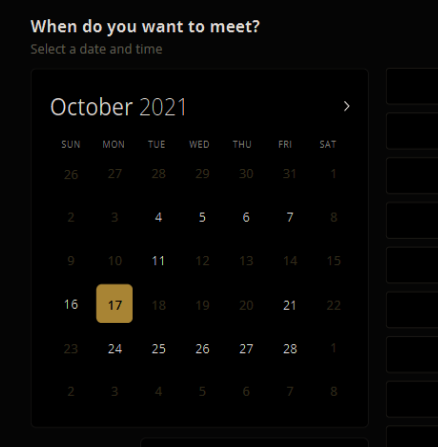 When do you want to meet?
Select a date and time
October 2021 >
SUN MON TUE WED THU FRI SAT
26 27 28 29 30 31 1
2 3 4 5 6 7 8
9 10 11 12 13 14 15
16 17 18 19 20 21 22
23 24 25 26 27 28 1
2 3 4 5 6 7 8